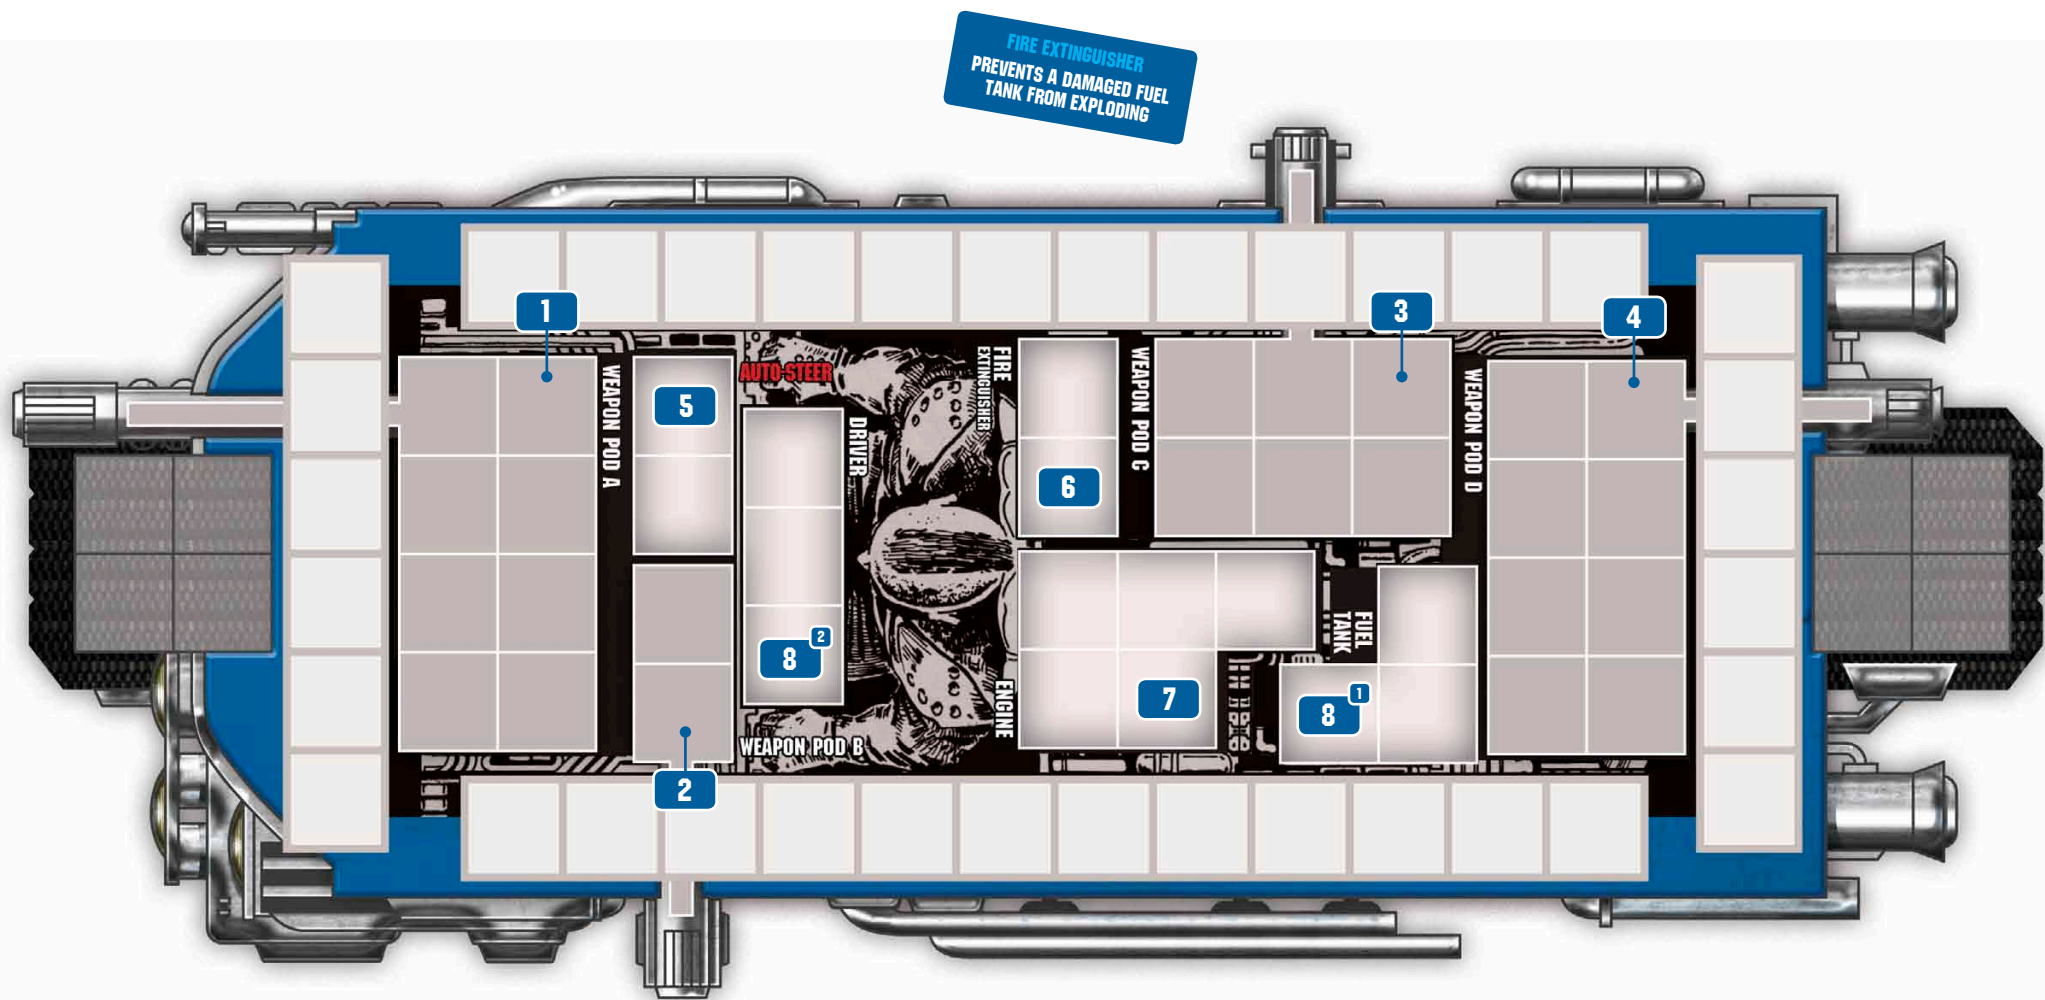 FIRE EXTINGUISHER
PREVENTS A DAMAGED FUEL
TANK FROM EXPLODING
1
3
4
WEAPON POD A
5
AUTO-STEER
DRIVER
FIRE
EXTINGUISHER
6
WEAPON POD C
WEAPON POD D
8
2
WEAPON POD B
2
ENGINE
7
FUEL
TANK
8
1